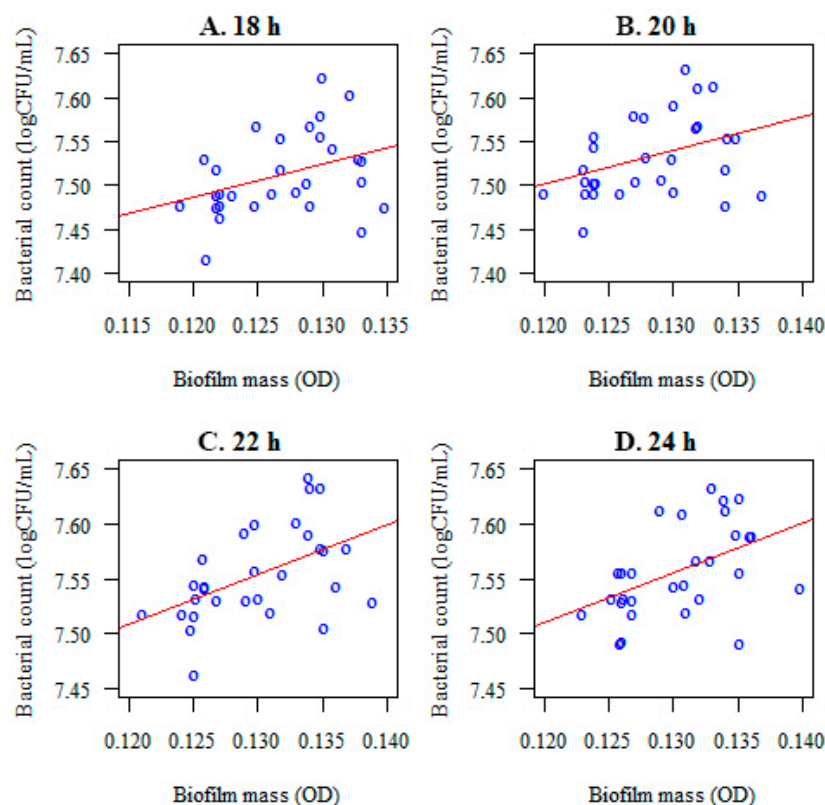 A. 18 h
Bacterial count (logCFU/mL)
7.65
7.60
7.55
7.50
7.45
7.40
0.115 0.120 0.125 0.130 0.135
Biofilm mass (OD)
B. 20 h
Bacterial count (logCFU/mL)
7.65
7.60
7.55
7.50
7.45
7.40
0.120 0.125 0.130 0.135 0.140
Biofilm mass (OD)
C. 22 h
Bacterial count (logCFU/mL)
7.65
7.60
7.55
7.50
7.45
0.120 0.125 0.130 0.135 0.140
Biofilm mass (OD)
D. 24 h
Bacterial count (logCFU/mL)
7.65
7.60
7.55
7.50
7.45
0.120 0.125 0.130 0.135 0.140
Biofilm mass (OD)